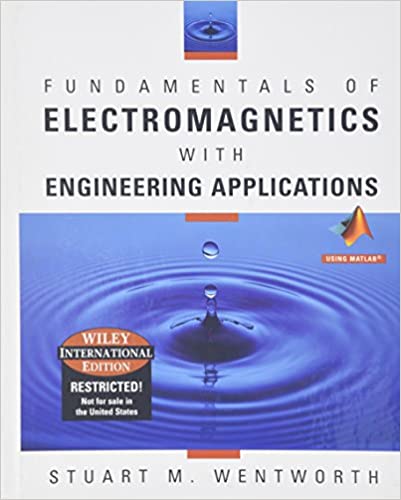 FUNDAMENTALS OF
ELECTROMAGNETICS
WITH
ENGINEERING APPLICATIONS
USING MATLAB®
WILEY
INTERNATIONAL
EDITION
RESTRICTED!
Not for sale in
the United States
STUART M. WENTWORTH